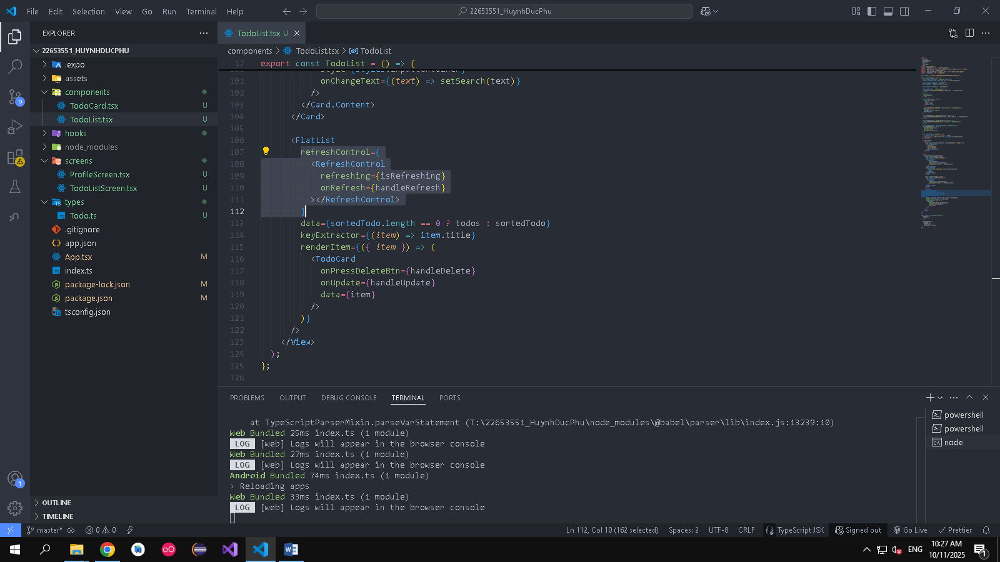 File Edit Selection View Go Run Terminal Help
22653551_HuynhDucPhu
EXPLORER
22653551_HUYNHDUCPHU
.expo
assets
components
TodoCard.tsx U
TodoList.tsx U
hooks
node_modules
screens
ProfileScreen.tsx U
TodoListScreen.tsx U
types
Todo.ts U
.gitignore
app.json
App.tsx M
index.ts
package-lock.json M
package.json M
tsconfig.json
OUTLINE
TIMELINE
9
1
TodoList.tsx U
components > TodoList.tsx > TodoList
17 export const TodoList = () => {
101 onChangeText={(text) => setSearch(text)}
102 />
103 </Card.Content>
104 </Card>
105
106 <FlatList
107 refreshControl={
108 <RefreshControl
109 refreshing={isRefreshing}
110 onRefresh={handleRefresh}
111 ></RefreshControl>
112 }
113 data={sortedTodo.length == 0 ? todos : sortedTodo}
114 keyExtractor={(item) => item.title}
115 renderItem={({ item }) => (
116 <TodoCard
117 onPressDeleteBtn={handleDelete}
118 onUpdate={handleUpdate}
119 data={item}
120 />
121 )}
122 />
123 </View>
124 );
125 };
126
PROBLEMS OUTPUT DEBUG CONSOLE TERMINAL PORTS
at TypeScriptParserMixin.parseVarStatement (T:\22653551_HuynhDucPhu\node_modules\@babel\parser\lib\index.js:13239:10)
Web Bundled 25ms index.ts (1 module)
LOG [web] Logs will appear in the browser console
Web Bundled 27ms index.ts (1 module)
LOG [web] Logs will appear in the browser console
Android Bundled 74ms index.ts (1 module)
› Reloading apps
Web Bundled 33ms index.ts (1 module)
LOG [web] Logs will appear in the browser console
powershell
powershell
node
master* 0 0 Ln 112, Col 10 (162 selected) Spaces: 2 UTF-8 CRLF TypeScript JSX Signed out Go Live Prettier
ENG 10:27 AM
10/11/2025
1